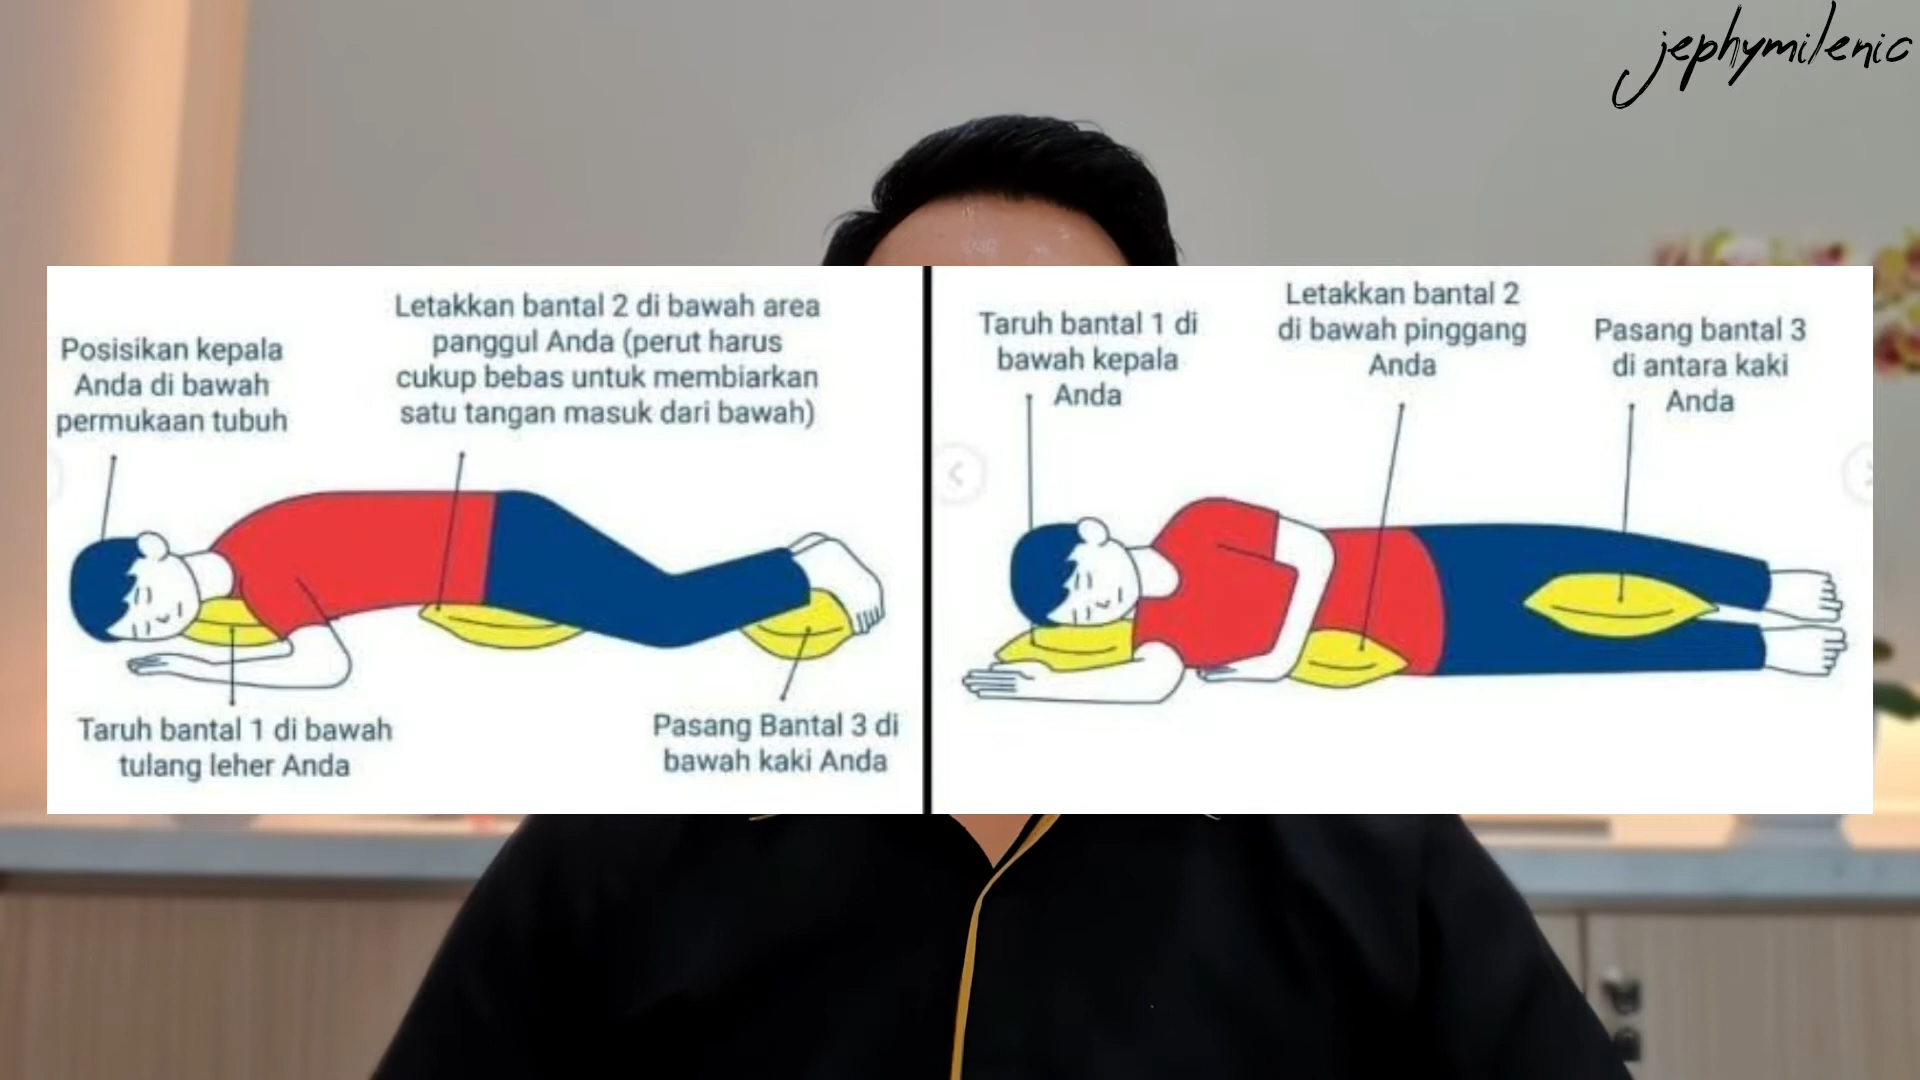 jephymilenic
Posisikan kepala
Anda di bawah
permukaan tubuh
Letakkan bantal 2 di bawah area
panggul Anda (perut harus
cukup bebas untuk membiarkan
satu tangan masuk dari bawah)
Taruh bantal 1 di bawah
tulang leher Anda
Pasang Bantal 3 di
bawah kaki Anda
Taruh bantal 1 di
bawah kepala
Anda
Letakkan bantal 2
di bawah pinggang
Anda
Pasang bantal 3
di antara kaki
Anda